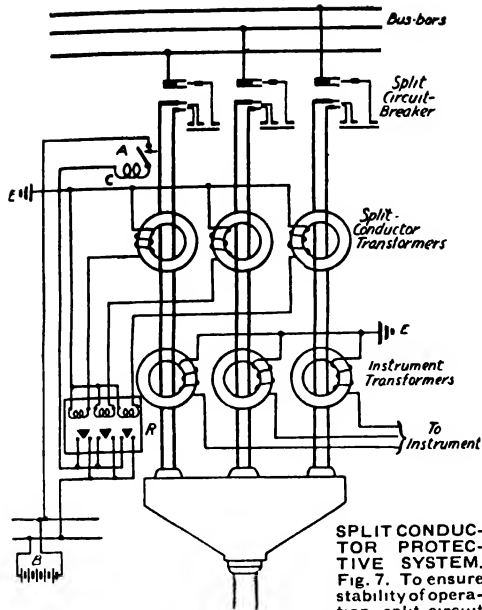 Bus-bars
Split
Circuit-
Breaker
A
C
E
Split-
Conductor
Transformers
E
Instrument
Transformers
R
To
Instrument
B
SPLIT CONDUC-
TOR PROTEC-
TIVE SYSTEM.
Fig. 7. To ensure
stability of opera-